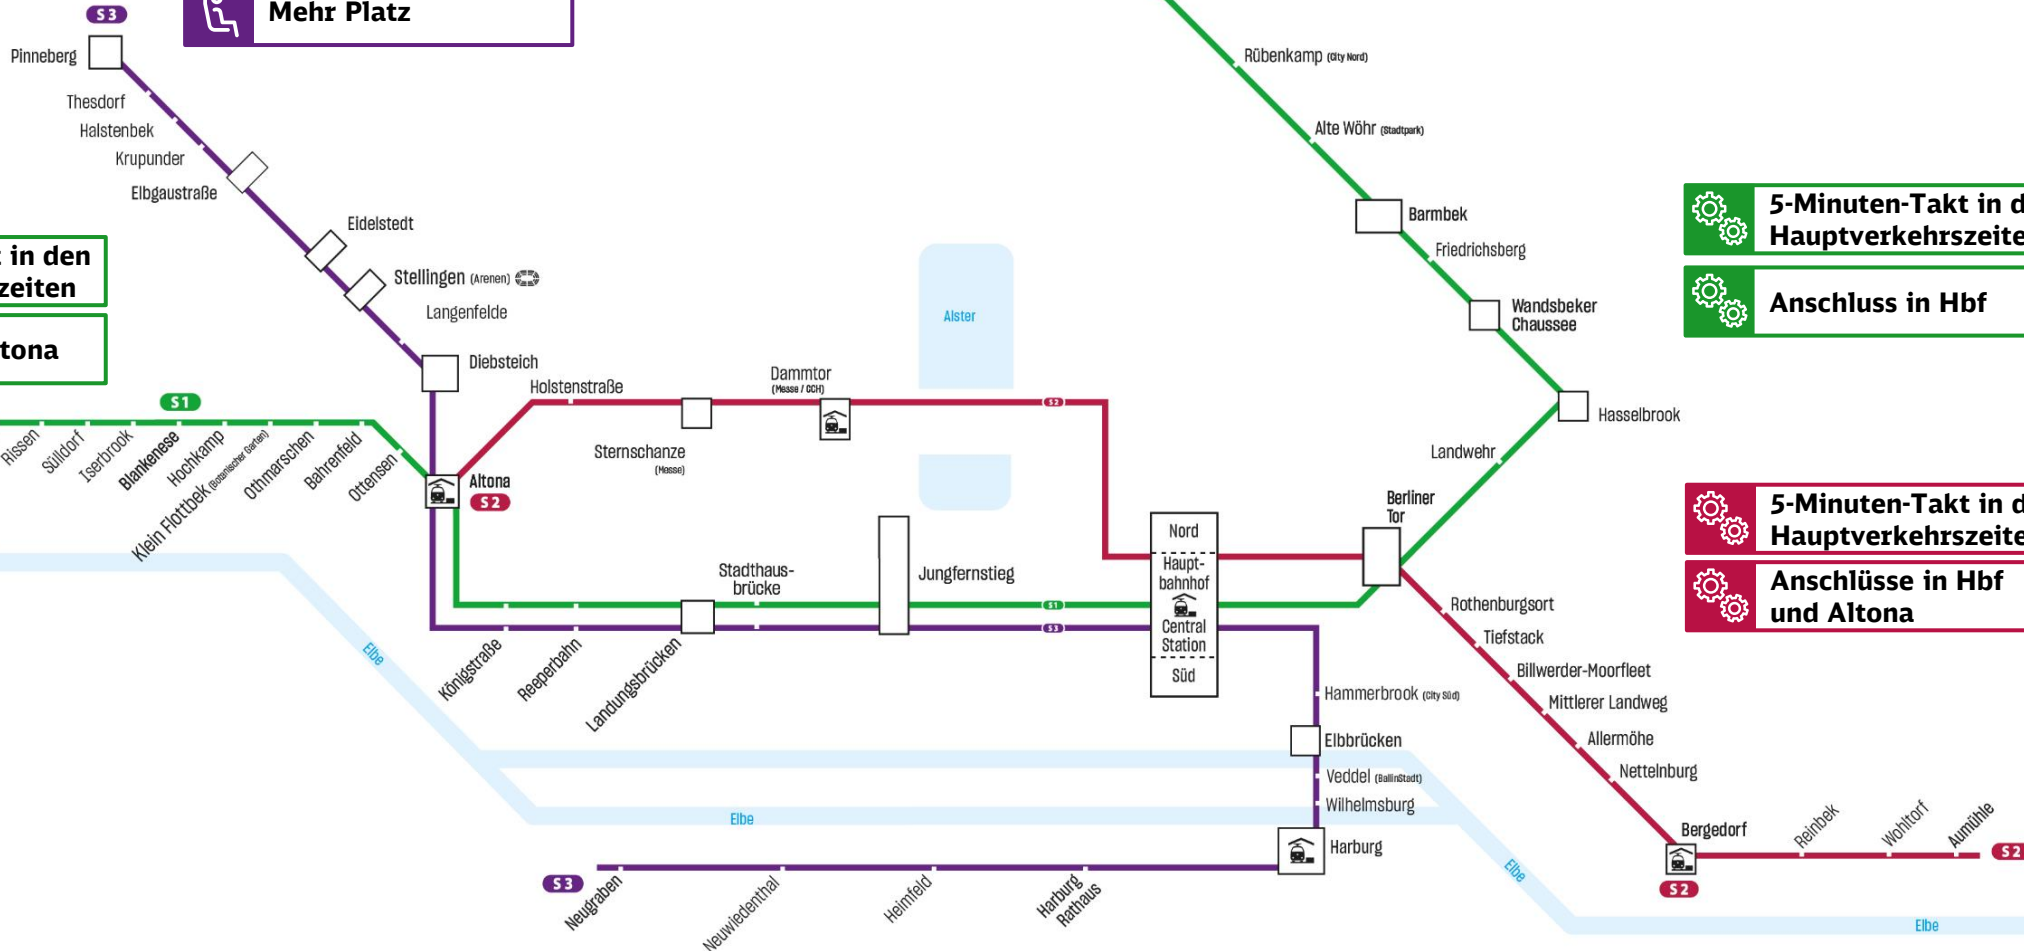 S3
Mehr Platz
Pinneberg
Thesdorf
Halstenbek
Krupunder
Elbgaustraße
Eidelstedt
Stellingen (Arenen)
Langenfelde
Diebsteich
in den
zeiten
tona
S1
Rissen
Sülldorf
Iserbrook
Blankenese
Hochkamp
Klein Flottbek (Botanischer Garten)
Othmarschen
Bahrenfeld
Ottensen
Altona
S2
Holstenstraße
Sternschanze
(Messe)
Dammtor
(Messe / CCH)
Alster
S2
Rübenkamp (City Nord)
Alte Wöhr (Stadtpark)
Barmbek
Friedrichsberg
Wandsbeker
Chaussee
Hasselbrook
Landwehr
Berliner
Tor
5-Minuten-Takt in d
Hauptverkehrszeite
Anschluss in Hbf
5-Minuten-Takt in d
Hauptverkehrszeite
Anschlüsse in Hbf
und Altona
Königstraße
Reeperbahn
Landungsbrücken
Stadthaus-
brücke
Jungfernstieg
S1
S3
Nord
Haupt-
bahnhof
Central
Station
Süd
Rothenburgsort
Tiefstack
Billwerder-Moorfleet
Mittlerer Landweg
Allermöhe
Nettelnburg
Bergedorf
S2
Reinbek
Wohltorf
Aumühle
S2
Hammerbrook (City Süd)
Elbbrücken
Veddel (BallinStadt)
Wilhelmsburg
Harburg
Harburg
Rathaus
Heimfeld
Neuwiedenthal
Neugraben
S3
Elbe
Elbe
Elbe
Elbe